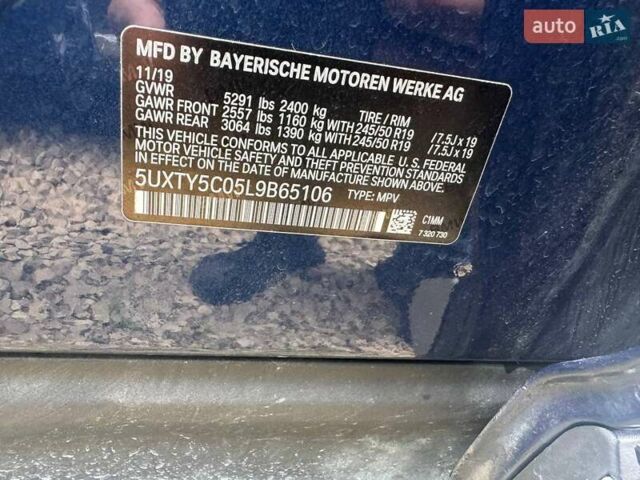 auto RIA
.com
MFD BY BAYERISCHE MOTOREN WERKE AG
11/19
GVWR 5291 lbs 2400 kg TIRE / RIM
GAWR FRONT 2557 lbs 1160 kg WITH 245/50 R19 /7.5J x 19
GAWR REAR 3064 lbs 1390 kg WITH 245/50 R19 /7.5J x 19
THIS VEHICLE CONFORMS TO ALL APPLICABLE U.S. FEDERAL
MOTOR VEHICLE SAFETY AND THEFT PREVENTION STANDARDS
IN EFFECT ON THE DATE OF MANUFACTURE SHOWN ABOVE.
5UXTY5C05L9B65106 TYPE: MPV
C1MM
7 320 730